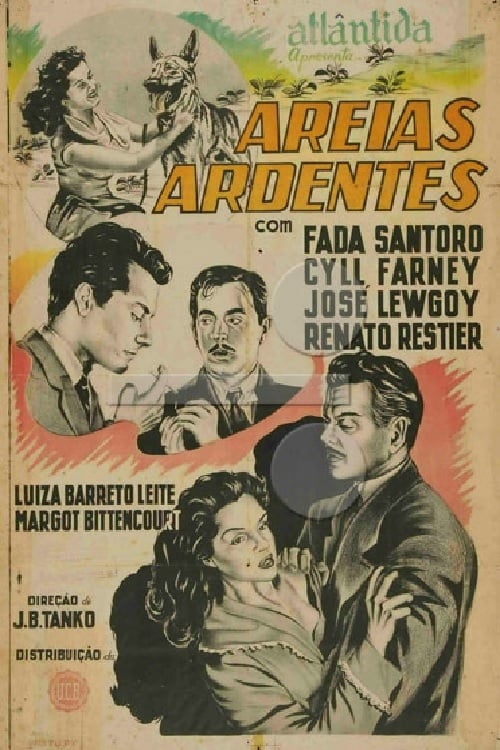 atlântida
Apresenta
AREIAS
ARDENTES
com
FADA SANTORO
CYLL FARNEY
JOSÉ LEWGOY
RENATO RESTIER
LUIZA BARRETO LEITE
MARGOT BITTENCOURT
DIREÇÃO de
J.B. TANKO
DISTRIBUIÇÃO da
UCB